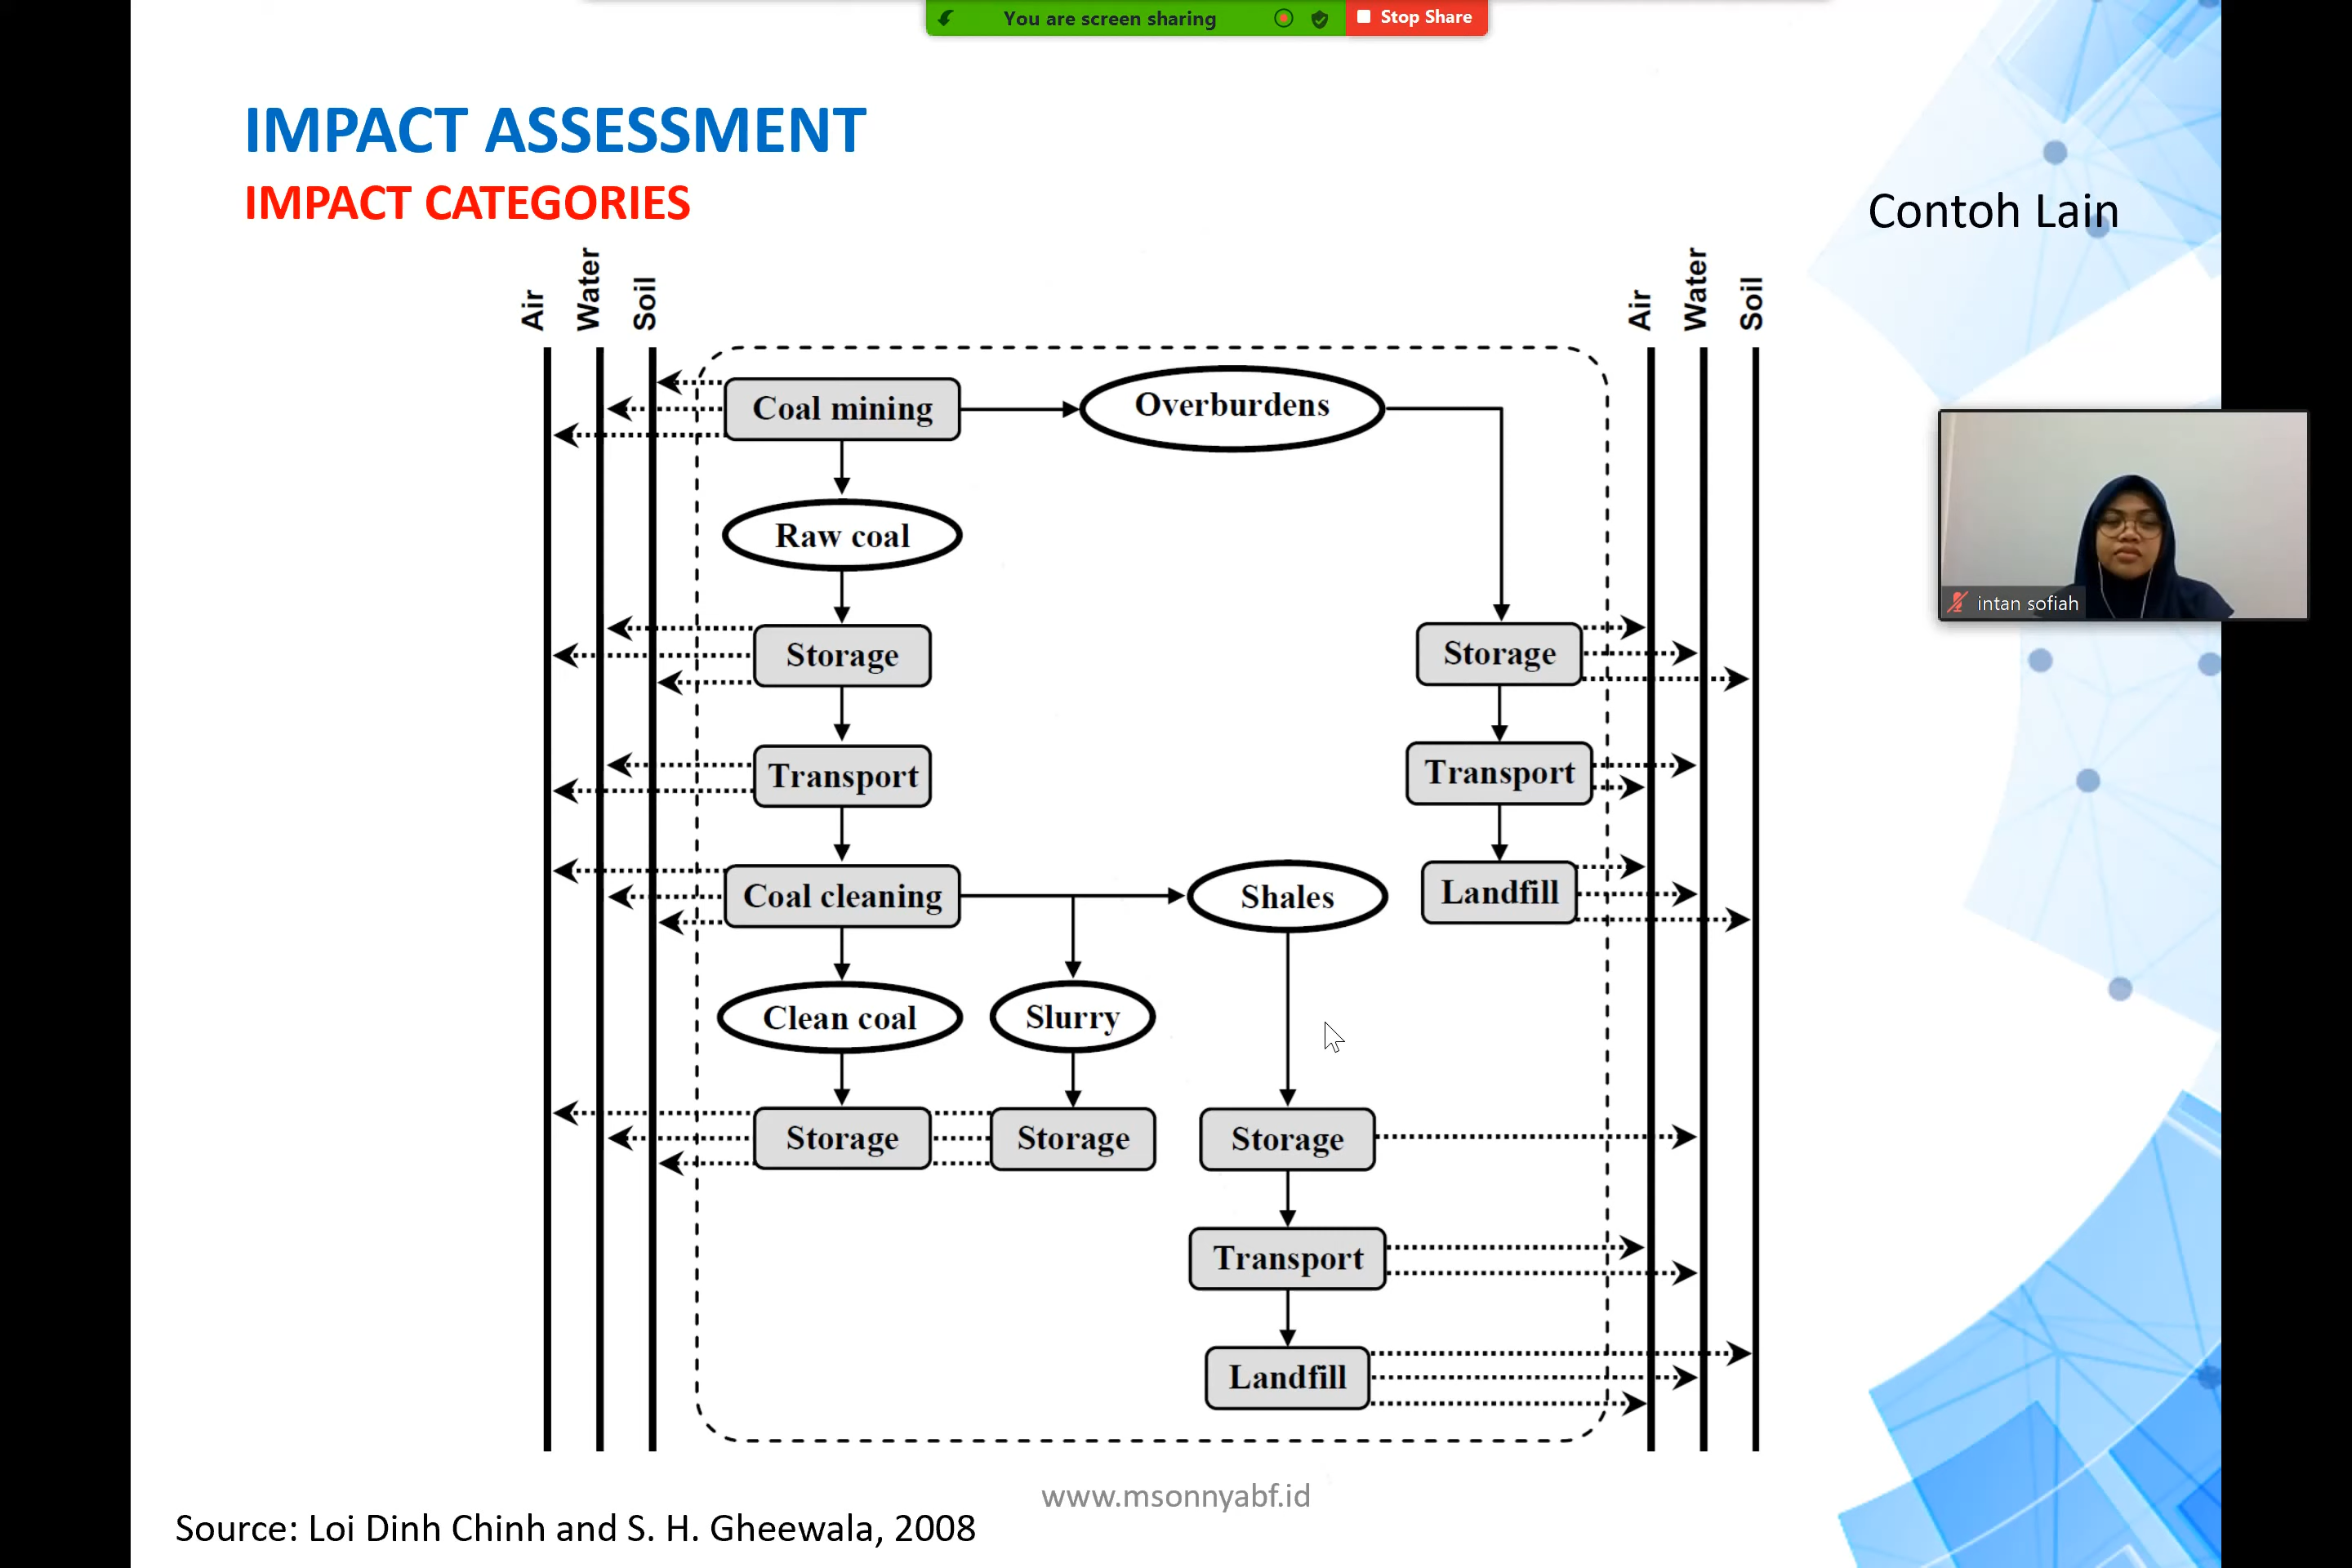 You are screen sharing
Stop Share
IMPACT ASSESSMENT
IMPACT CATEGORIES
Contoh Lain
Air
Water
Soil
Air
Water
Soil
Coal mining
Overburdens
Raw coal
intan sofiah
Storage
Storage
Transport
Transport
Coal cleaning
Shales
Landfill
Clean coal
Slurry
Storage
Storage
Storage
Transport
Landfill
www.msonnyabf.id
Source: Loi Dinh Chinh and S. H. Gheewala, 2008